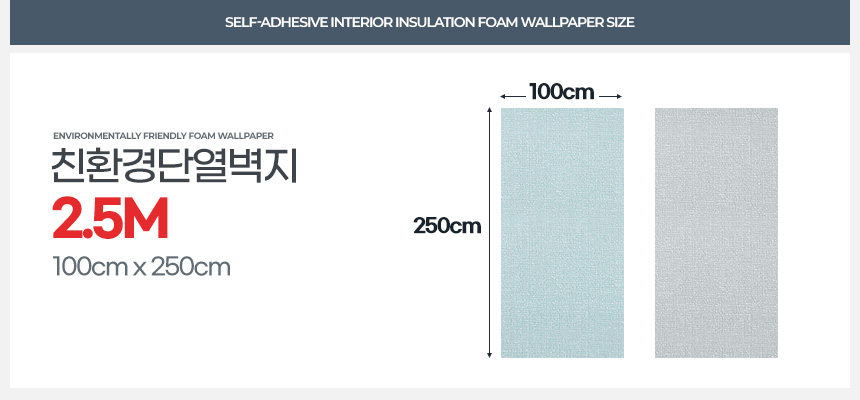 SELF-ADHESIVE INTERIOR INSULATION FOAM WALLPAPER SIZE
ENVIRONMENTALLY FRIENDLY FOAM WALLPAPER
친환경단열벽지
2.5M
100cm x 250cm
100cm
250cm